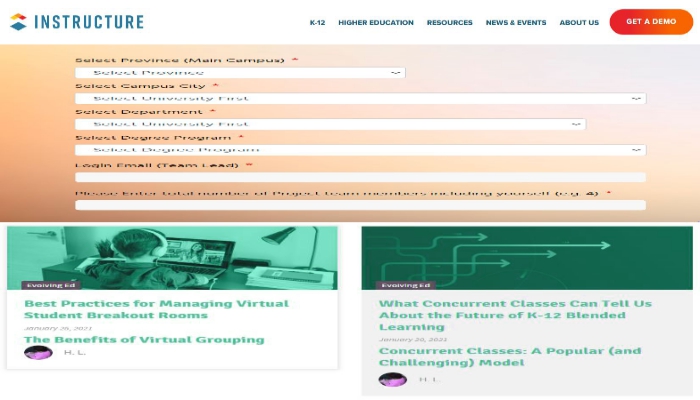 INSTRUCTURE
K-12 HIGHER EDUCATION RESOURCES NEWS & EVENTS ABOUT US GET A DEMO
Select Province (Main Campus) *
Select Province
Select Campus City *
Select University First
Select Department *
Select University First
Select Degree Program *
Select Degree Program
Login Email (Team Lead) *
Please Enter total number of Project team members including yourself (e.g. 4) *
Evolving Ed
Best Practices for Managing Virtual
Student Breakout Rooms
January 26, 2021
The Benefits of Virtual Grouping
H. L.
Evolving Ed
What Concurrent Classes Can Tell Us
About the Future of K-12 Blended
Learning
January 20, 2021
Concurrent Classes: A Popular (and
Challenging) Model
H. L.